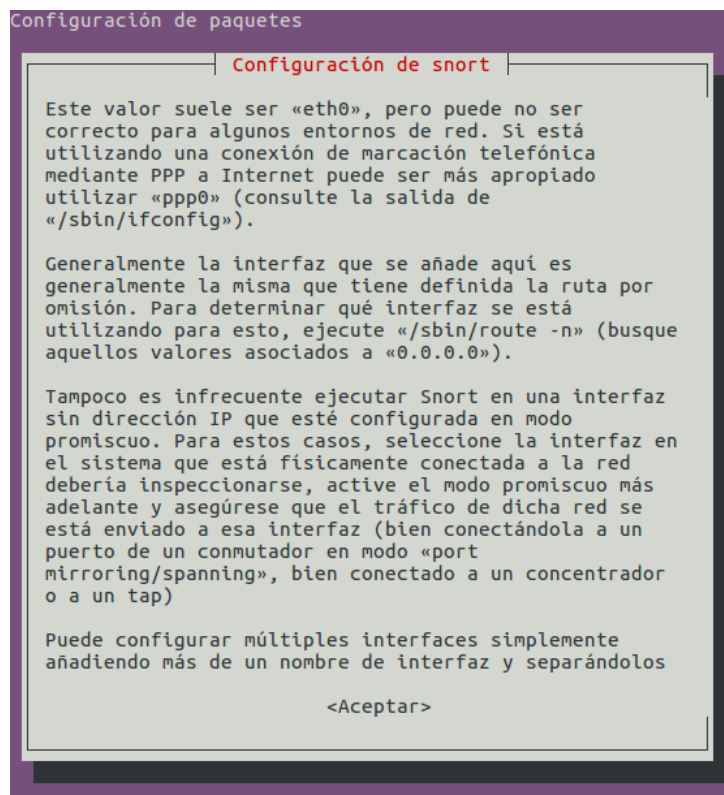 Configuración de paquetes
Configuración de snort
Este valor suele ser «eth0», pero puede no ser
correcto para algunos entornos de red. Si está
utilizando una conexión de marcación telefónica
mediante PPP a Internet puede ser más apropiado
utilizar «ppp0» (consulte la salida de
«/sbin/ifconfig»).
Generalmente la interfaz que se añade aquí es
generalmente la misma que tiene definida la ruta por
omisión. Para determinar qué interfaz se está
utilizando para esto, ejecute «/sbin/route -n» (busque
aquellos valores asociados a «0.0.0.0»).
Tampoco es infrecuente ejecutar Snort en una interfaz
sin dirección IP que esté configurada en modo
promiscuo. Para estos casos, seleccione la interfaz en
el sistema que está físicamente conectada a la red
debería inspeccionarse, active el modo promiscuo más
adelante y asegúrese que el tráfico de dicha red se
está enviado a esa interfaz (bien conectándola a un
puerto de un conmutador en modo «port
mirroring/spanning», bien conectado a un concentrador
o a un tap)
Puede configurar múltiples interfaces simplemente
añadiendo más de un nombre de interfaz y separándolos
<Aceptar>